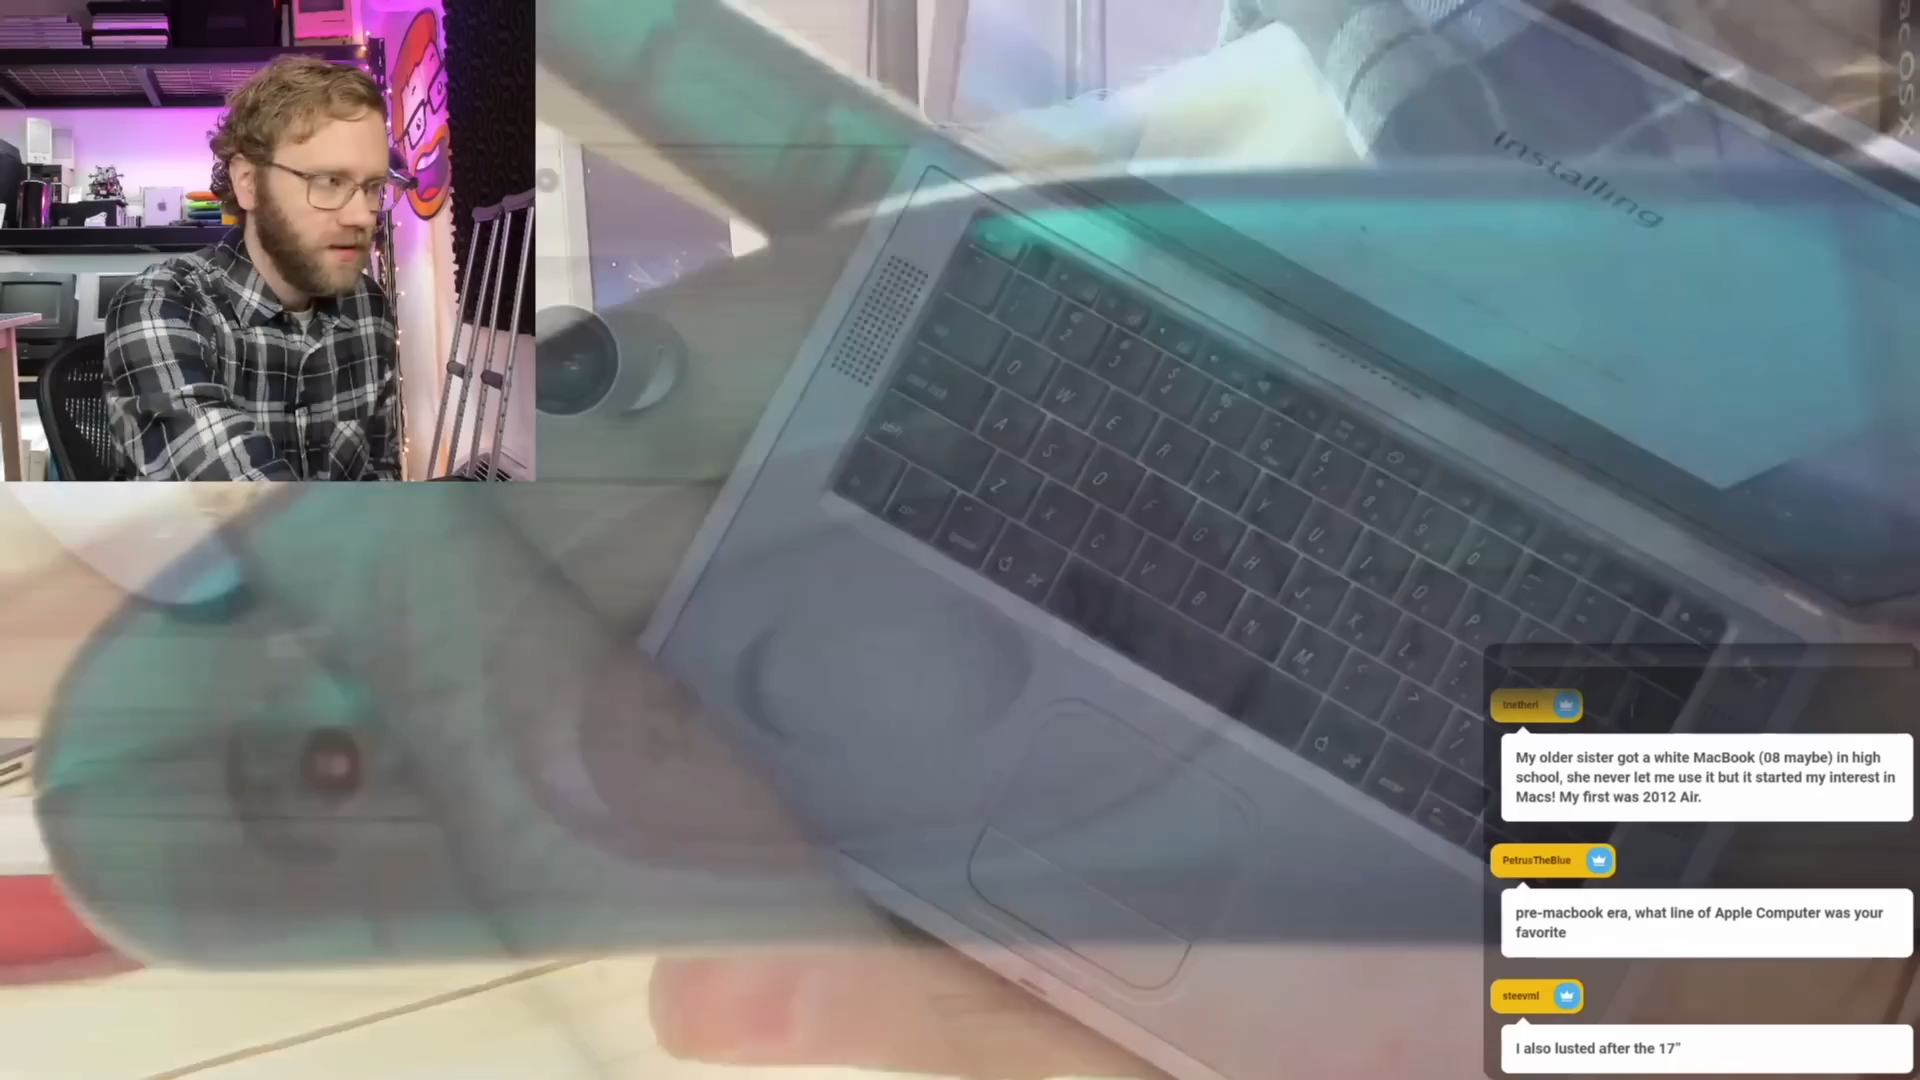 acOSX
Installing
tnetheri
My older sister got a white MacBook (08 maybe) in high
school, she never let me use it but it started my interest in
Macs! My first was 2012 Air.
PetrusTheBlue
pre-macbook era, what line of Apple Computer was your
favorite
steevml
I also lusted after the 17"